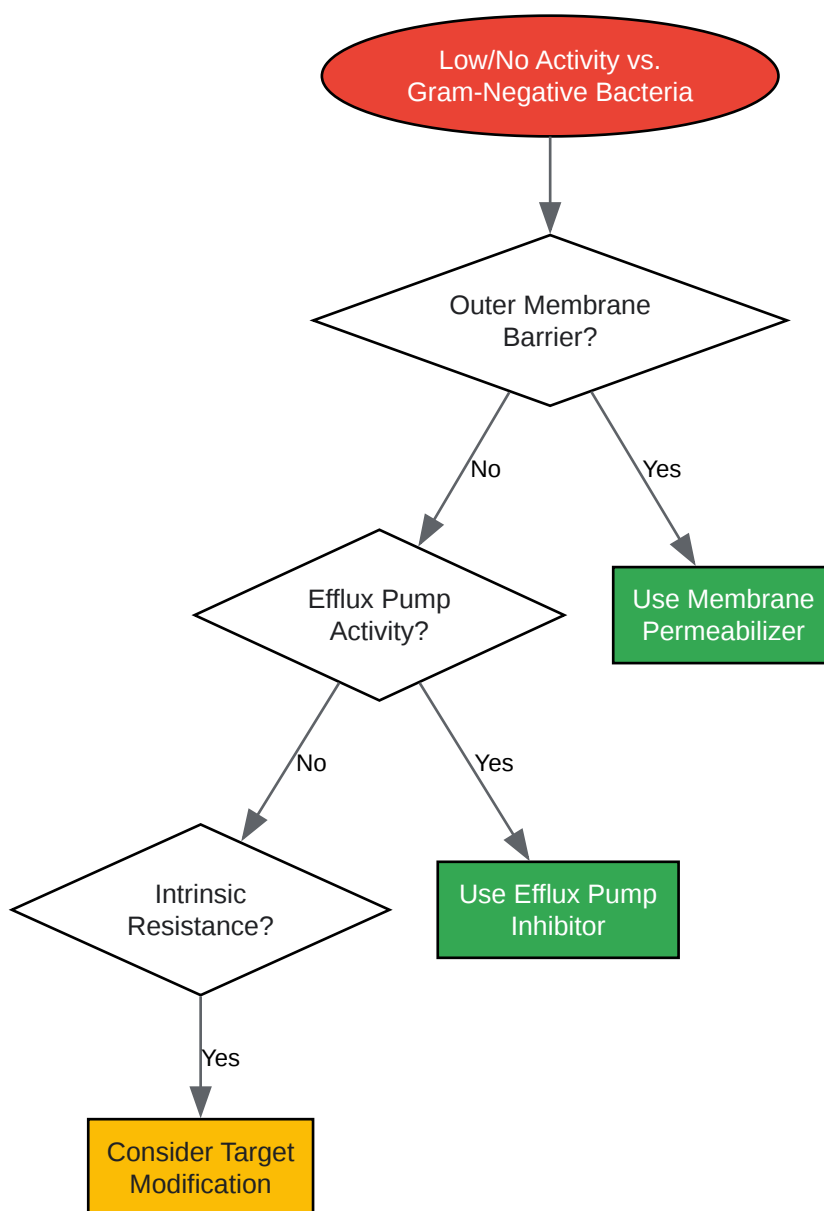 Low/No Activity vs.
Gram-Negative Bacteria
Outer Membrane
Barrier?
No
Yes
Efflux Pump
Activity?
Use Membrane
Permeabilizer
No
Yes
Intrinsic
Resistance?
Use Efflux Pump
Inhibitor
Yes
Consider Target
Modification